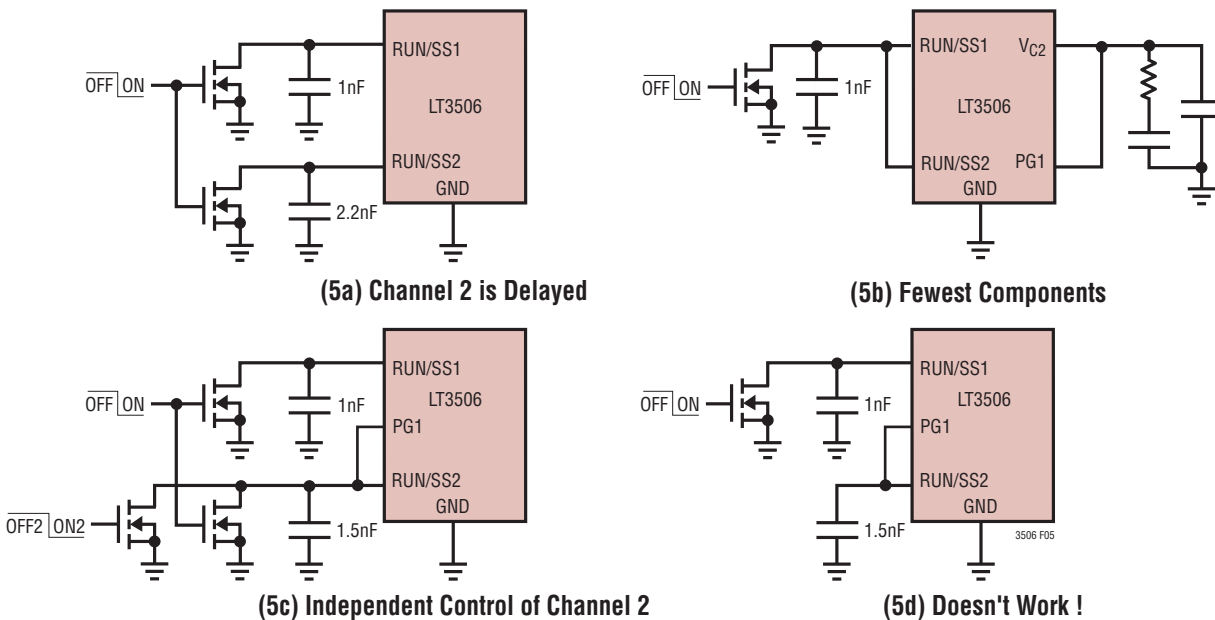 RUN/SS1
OFF ON
1nF
LT3506
RUN/SS2
GND
2.2nF
(5a) Channel 2 is Delayed
RUN/SS1
VC2
OFF ON
1nF
LT3506
RUN/SS2
PG1
GND
(5b) Fewest Components
RUN/SS1
OFF ON
1nF
LT3506
PG1
RUN/SS2
OFF2 ON2
GND
1.5nF
(5c) Independent Control of Channel 2
RUN/SS1
OFF ON
1nF
LT3506
PG1
RUN/SS2
GND
1.5nF
3506 F05
(5d) Doesn't Work !